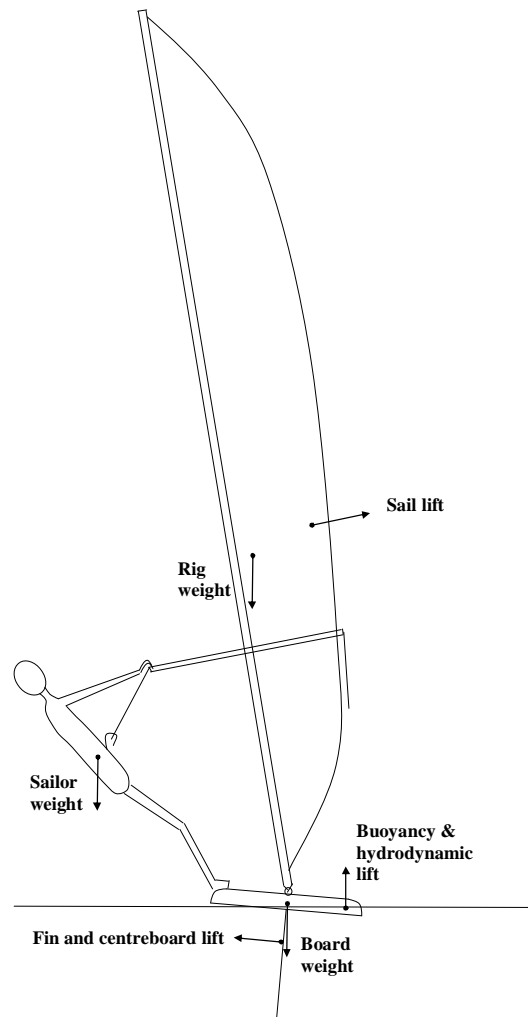 Sail lift
Rig
weight
Sailor
weight
Buoyancy &
hydrodynamic
lift
Fin and centreboard lift
Board
weight